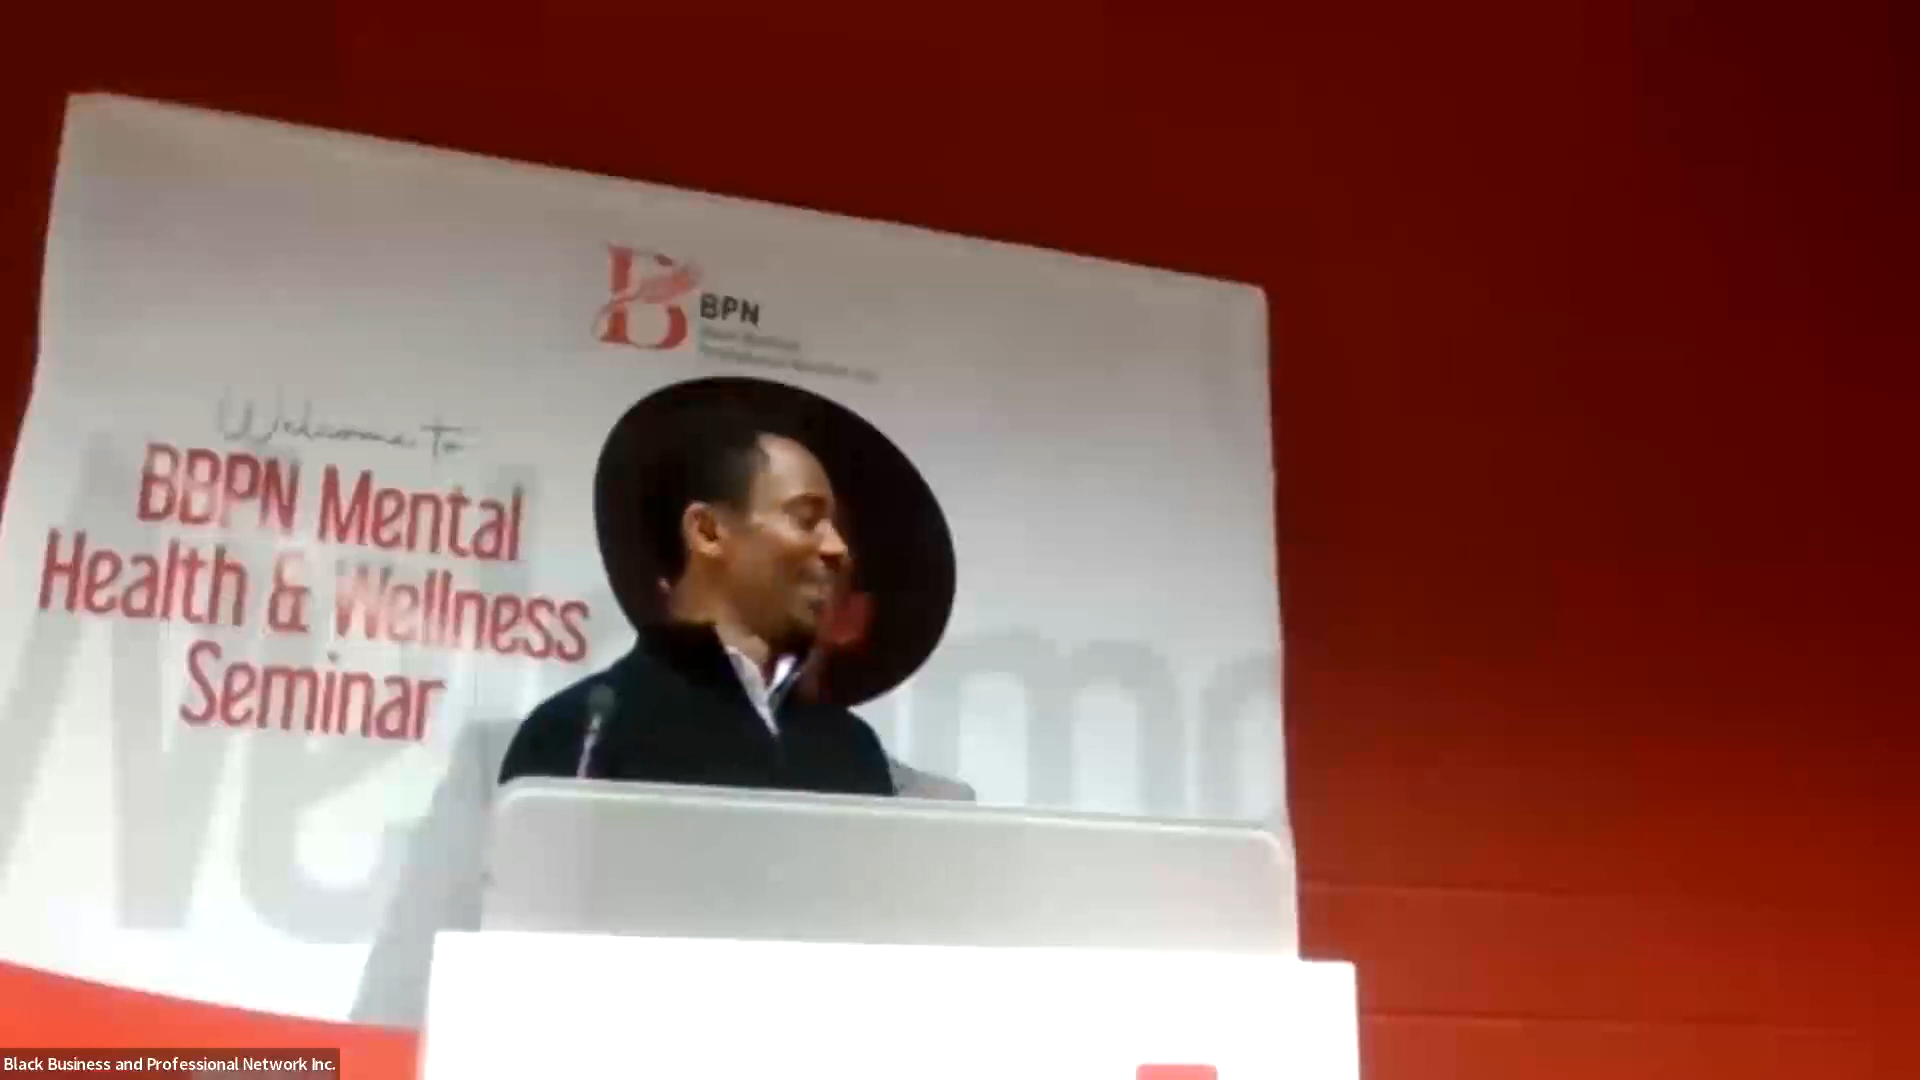 BPN
Welcome to
BBPN Mental
Health & Wellness
Seminar
Black Business and Professional Network Inc.